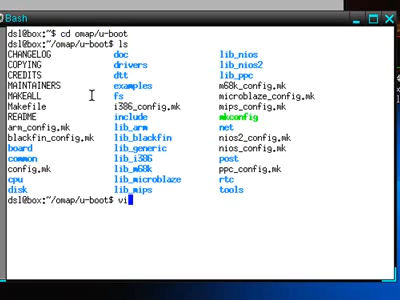 Bash
dsl@box:~$ cd omap/u-boot
dsl@box:~/omap/u-boot$ ls
CHANGELOG doc lib_nios
COPYING drivers lib_nios2
CREDITS dtt lib_ppc
MAINTAINERS examples m68k_config.mk
MAKEALL fs microblaze_config.mk
Makefile i386_config.mk mips_config.mk
README include mkconfig
arm_config.mk lib_arm net
blackfin_config.mk lib_blackfin nios2_config.mk
board lib_generic nios_config.mk
common lib_i386 post
config.mk lib_m68k ppc_config.mk
cpu lib_microblaze rtc
disk lib_mips tools
dsl@box:~/omap/u-boot$ vi